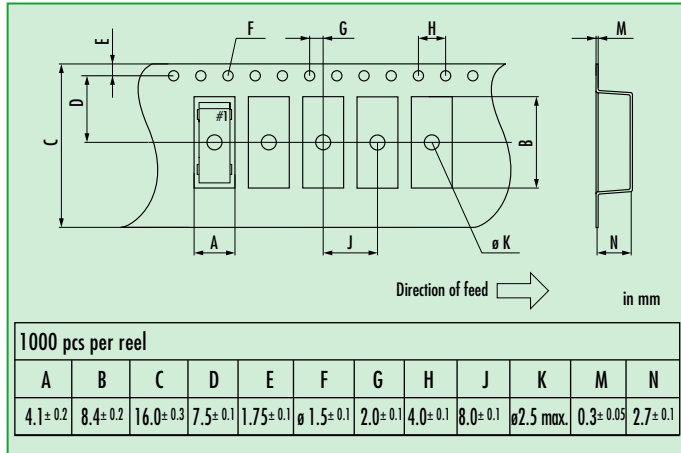 F G H M
E
D
C
#1
B
A
J
ø K
N
Direction of feed
in mm
1000 pcs per reel
A B C D E F G H J K M N
4.1± 0.2 8.4± 0.2 16.0± 0.3 7.5± 0.1 1.75± 0.1 ø 1.5± 0.1 2.0± 0.1 4.0± 0.1 8.0± 0.1 ø2.5 max. 0.3± 0.05 2.7± 0.1